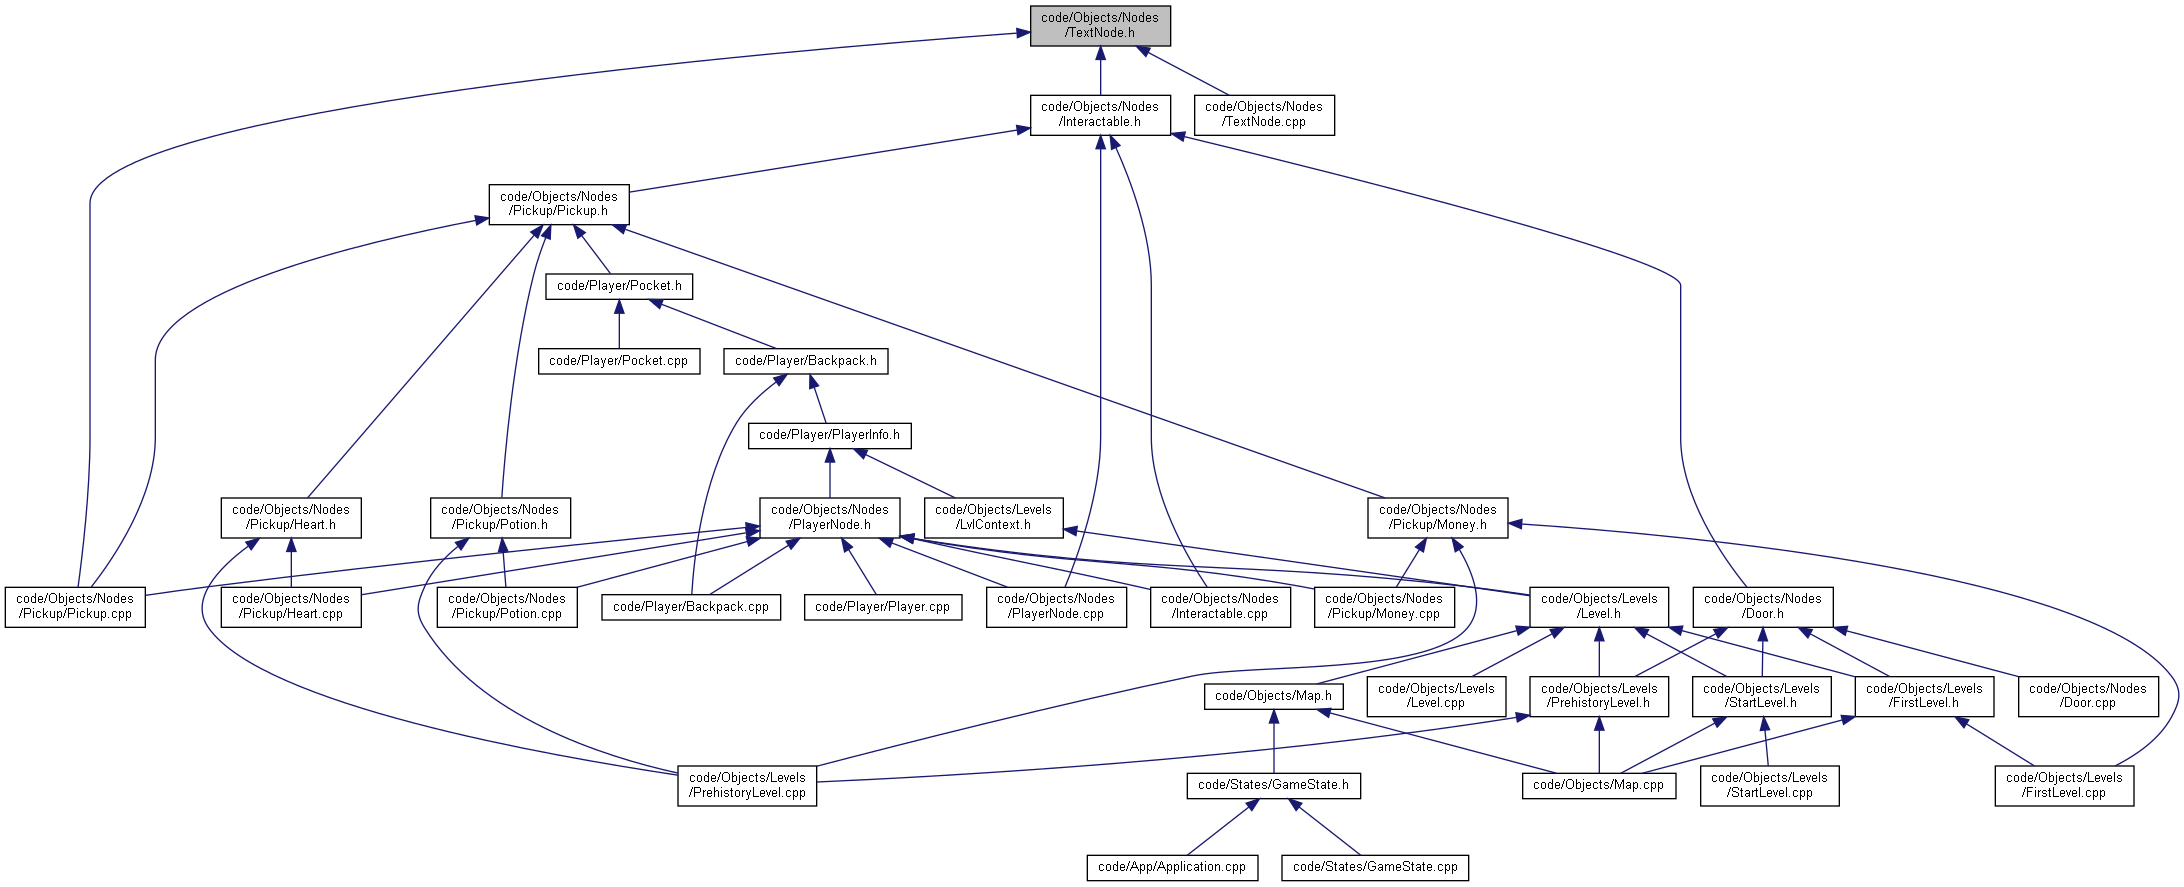 code/Objects/Nodes
/TextNode.h
code/Objects/Nodes
/Interactable.h
code/Objects/Nodes
/TextNode.cpp
code/Objects/Nodes
/Pickup/Pickup.h
code/Player/Pocket.h
code/Player/Pocket.cpp
code/Player/Backpack.h
code/Player/PlayerInfo.h
code/Objects/Nodes
/Pickup/Heart.h
code/Objects/Nodes
/Pickup/Potion.h
code/Objects/Nodes
/PlayerNode.h
code/Objects/Levels
/LvlContext.h
code/Objects/Nodes
/Pickup/Money.h
code/Objects/Nodes
/Pickup/Pickup.cpp
code/Objects/Nodes
/Pickup/Heart.cpp
code/Objects/Nodes
/Pickup/Potion.cpp
code/Player/Backpack.cpp
code/Player/Player.cpp
code/Objects/Nodes
/PlayerNode.cpp
code/Objects/Nodes
/Interactable.cpp
code/Objects/Nodes
/Pickup/Money.cpp
code/Objects/Levels
/Level.h
code/Objects/Nodes
/Door.h
code/Objects/Map.h
code/Objects/Levels
/Level.cpp
code/Objects/Levels
/PrehistoryLevel.h
code/Objects/Levels
/StartLevel.h
code/Objects/Levels
/FirstLevel.h
code/Objects/Nodes
/Door.cpp
code/Objects/Levels
/PrehistoryLevel.cpp
code/States/GameState.h
code/Objects/Map.cpp
code/Objects/Levels
/StartLevel.cpp
code/Objects/Levels
/FirstLevel.cpp
code/App/Application.cpp
code/States/GameState.cpp